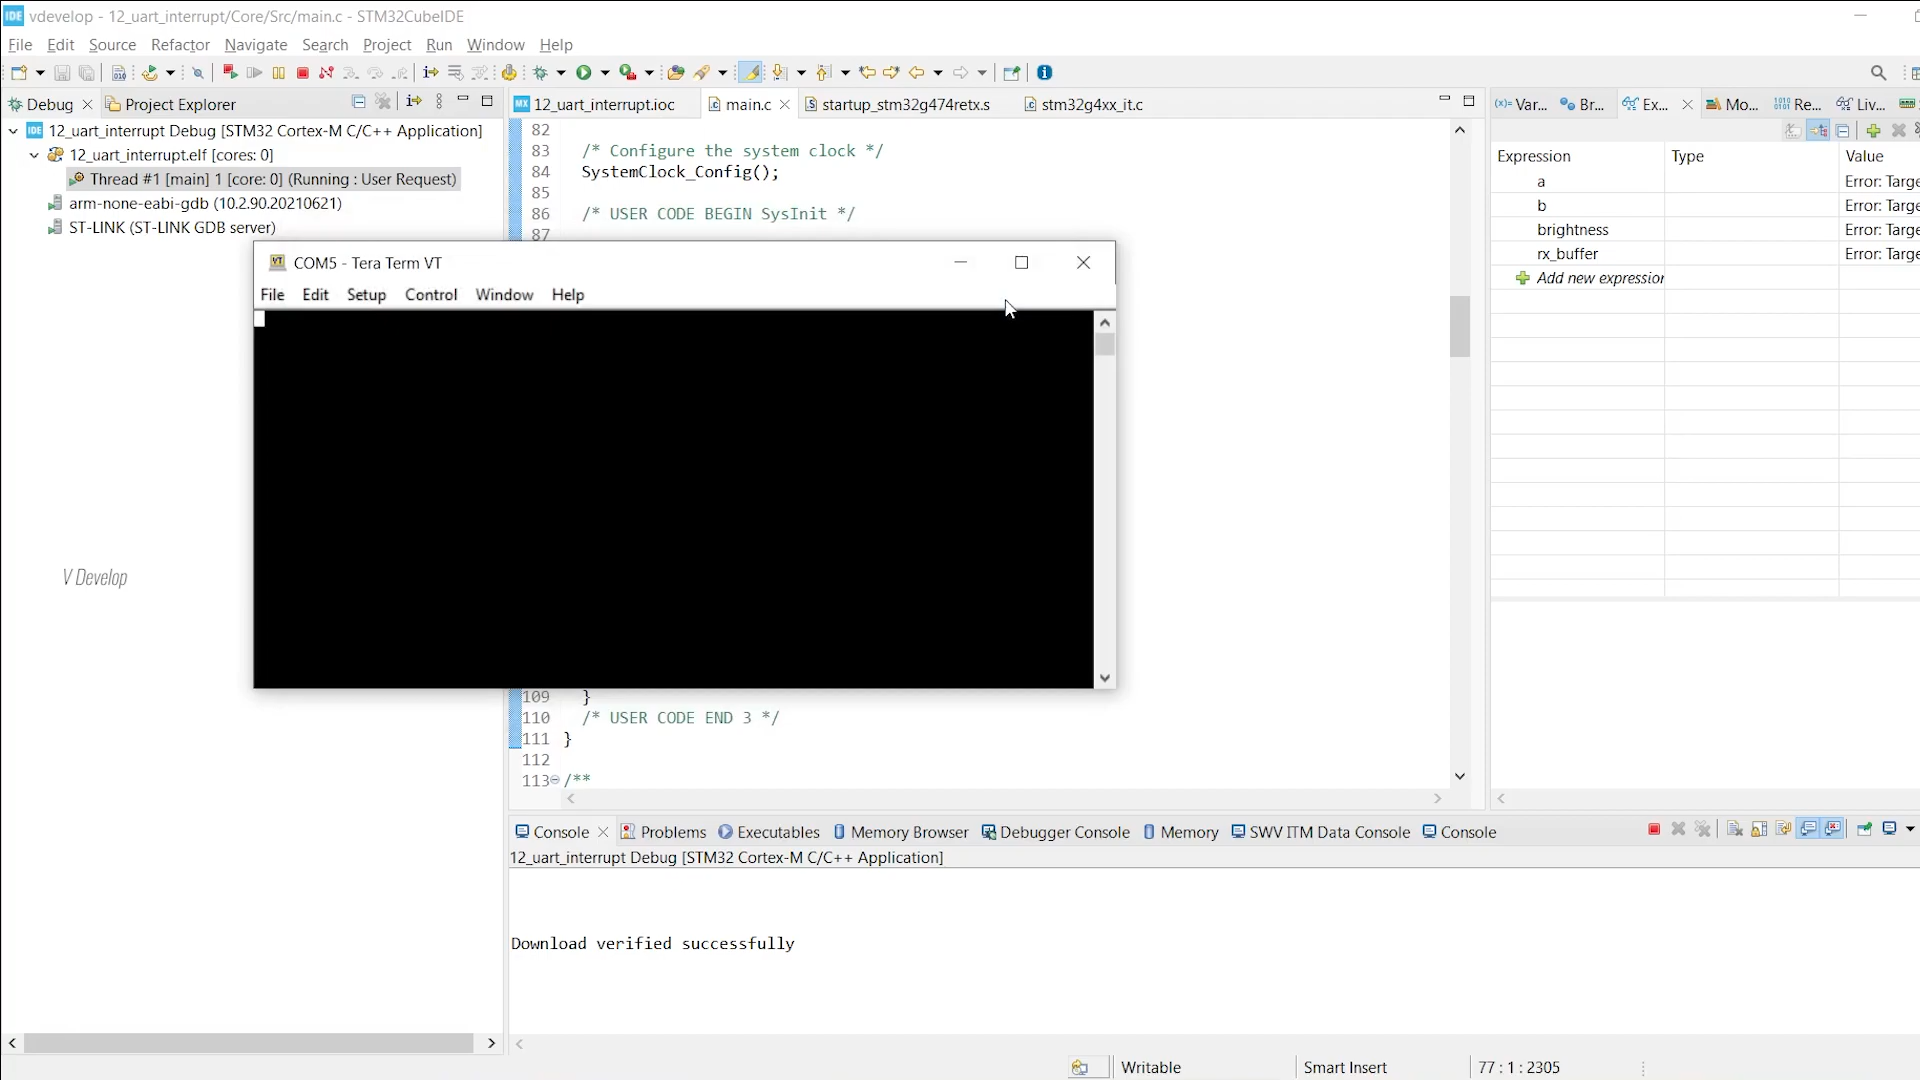 IDE vdevelop - 12_uart_interrupt/Core/Src/main.c - STM32CubeIDE
File Edit Source Refactor Navigate Search Project Run Window Help
Debug Project Explorer
12_uart_interrupt.ioc main.c startup_stm32g474retx.s stm32g4xx_it.c
Var... Br... Ex... Mo... Re... Liv...
IDE 12_uart_interrupt Debug [STM32 Cortex-M C/C++ Application]
12_uart_interrupt.elf [cores: 0]
Thread #1 [main] 1 [core: 0] (Running : User Request)
arm-none-eabi-gdb (10.2.90.20210621)
ST-LINK (ST-LINK GDB server)
82
83 /* Configure the system clock */
84 SystemClock_Config();
85
86 /* USER CODE BEGIN SysInit */
87
COM5 - Tera Term VT
File Edit Setup Control Window Help
109 }
110 /* USER CODE END 3 */
111 }
112
113 /**
Expression Type Value
a Error: Targe
b Error: Targe
brightness Error: Targe
rx_buffer Error: Targe
Add new expression
V Develop
Console Problems Executables Memory Browser Debugger Console Memory SWV ITM Data Console Console
12_uart_interrupt Debug [STM32 Cortex-M C/C++ Application]
Download verified successfully
Writable Smart Insert 77 : 1 : 2305